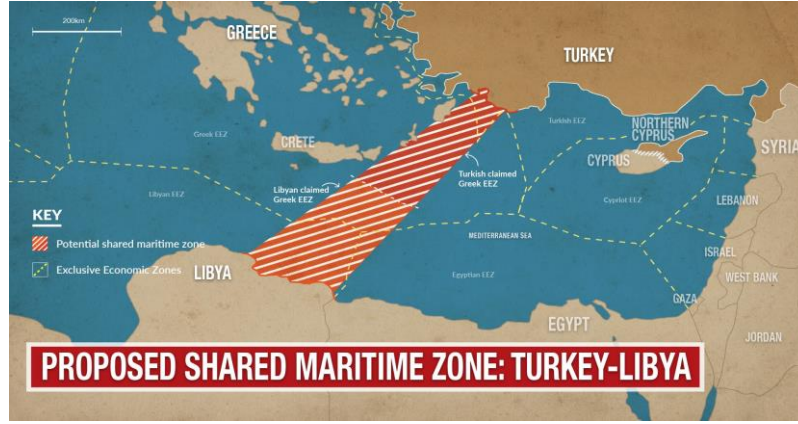 200km
GREECE
TURKEY
Greek EEZ
CRETE
Turkish EEZ
NORTHERN
CYPRUS
SYRIA
CYPRUS
Libyan claimed
Greek EEZ
Turkish claimed
Greek EEZ
Libyan EEZ
Cypriot EEZ
LEBANON
KEY
Potential shared maritime zone
Exclusive Economic Zones
MEDITERRANEAN SEA
ISRAEL
LIBYA
Egyptian EEZ
WEST BANK
GAZA
EGYPT
JORDAN
PROPOSED SHARED MARITIME ZONE: TURKEY-LIBYA